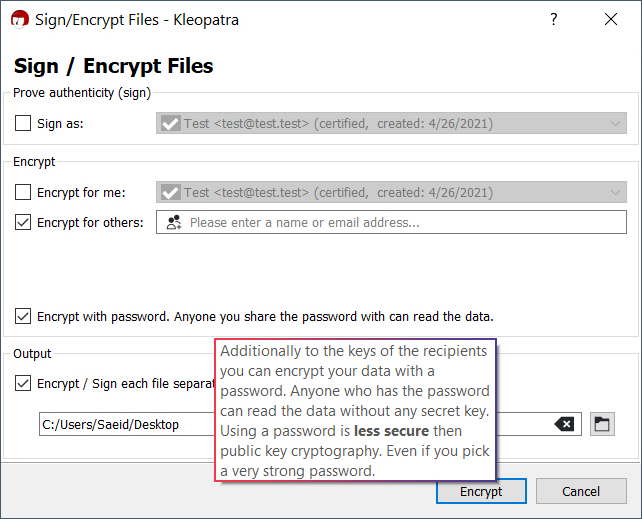 Sign/Encrypt Files - Kleopatra
Sign / Encrypt Files
Prove authenticity (sign)
Sign as:
Test <test@test.test> (certified, created: 4/26/2021)
Encrypt
Encrypt for me:
Test <test@test.test> (certified, created: 4/26/2021)
Encrypt for others:
Please enter a name or email address...
Encrypt with password. Anyone you share the password with can read the data.
Output
Encrypt / Sign each file separat
C:/Users/Saeid/Desktop
Additionally to the keys of the recipients
you can encrypt your data with a
password. Anyone who has the password
can read the data without any secret key.
Using a password is less secure then
public key cryptography. Even if you pick
a very strong password.
Encrypt
Cancel